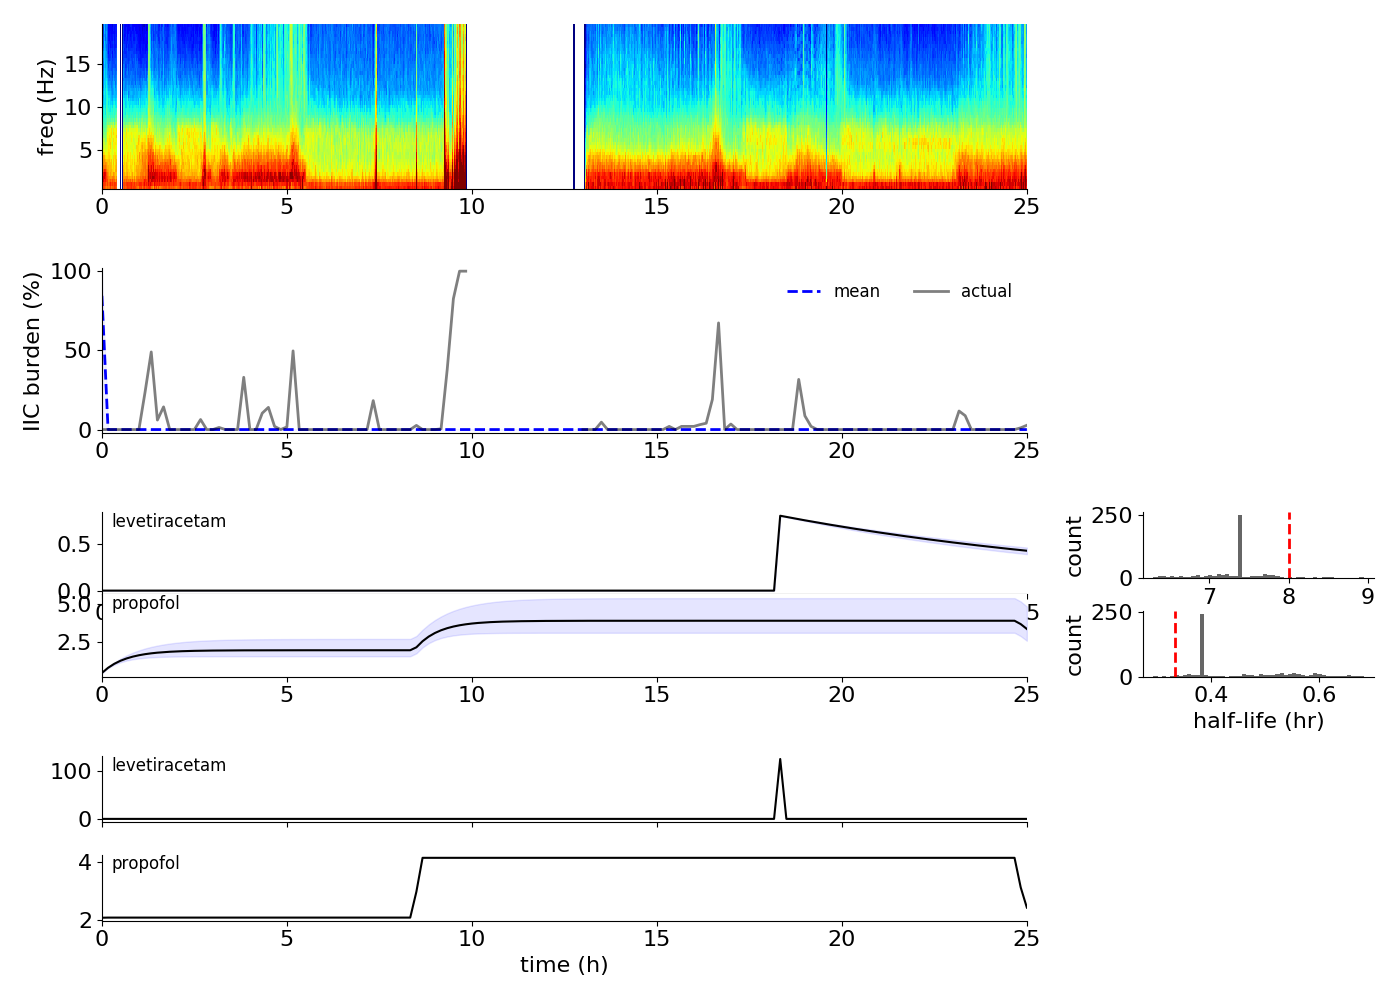 freq (Hz)
15
10
5
0 5 10 15 20 25
IIC burden (%)
100
50
0
mean actual
0 5 10 15 20 25
levetiracetam
0.5
0.0
0 5
propofol
5.0
2.5
0 5 10 15 20 25
count
250
0
7 8 9
count
250
0
0.4 0.6
half-life (hr)
levetiracetam
100
0
propofol
4
2
0 5 10 15 20 25
time (h)